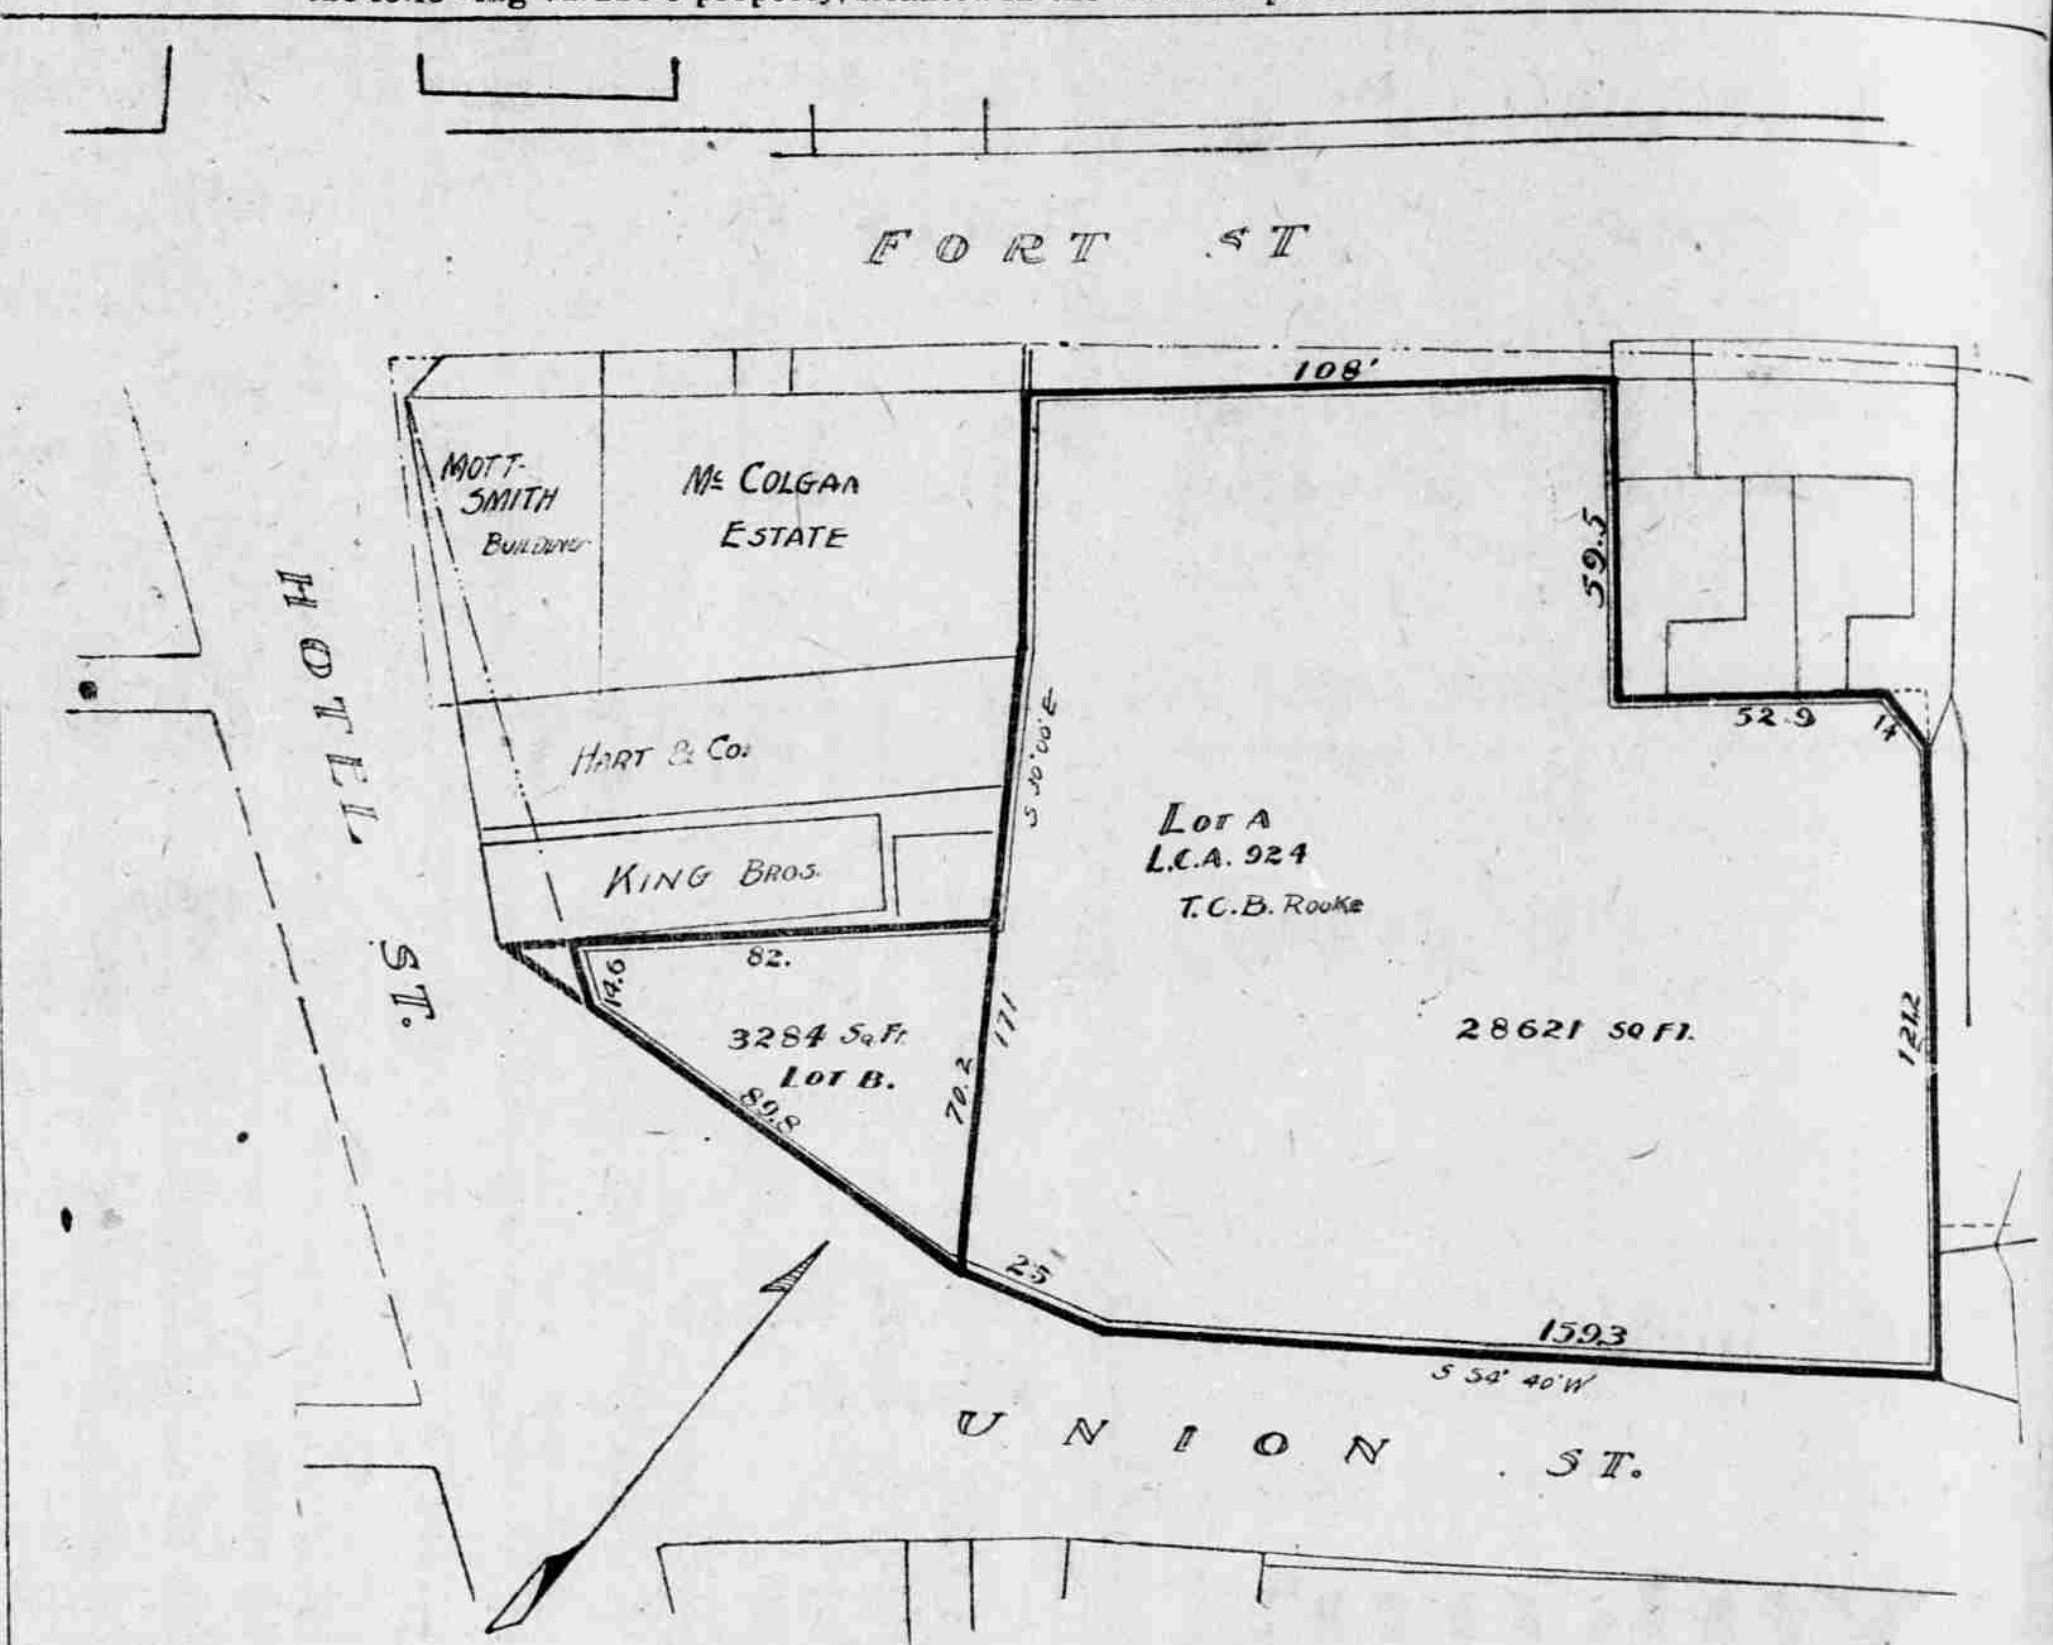 FORT ST
108'
MOTT-
SMITH
BUILDING
Mc COLGAN
ESTATE
59.5
HOTEL ST.
52.9
14
HART & Co.
S 30°00'E
LOT A
L.C.A. 924
T.C.B. Rooke
KING BROS.
82.
14.6
3284 Sq Ft.
LOT B.
89.8
70.2
171
28621 SQ FT.
121.2
25
159.3
S 54° 40' W
UNION ST.